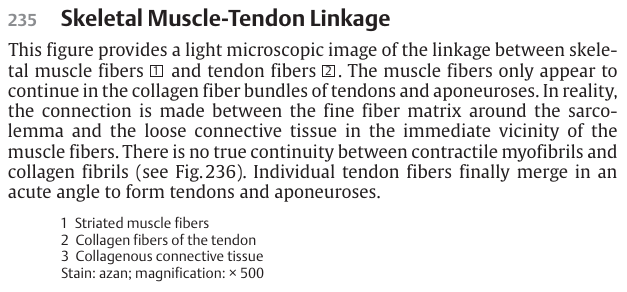 235 Skeletal Muscle-Tendon Linkage
This figure provides a light microscopic image of the linkage between skele-
tal muscle fibers 1 and tendon fibers 2. The muscle fibers only appear to
continue in the collagen fiber bundles of tendons and aponeuroses. In reality,
the connection is made between the fine fiber matrix around the sarco-
lemma and the loose connective tissue in the immediate vicinity of the
muscle fibers. There is no true continuity between contractile myofibrils and
collagen fibrils (see Fig. 236). Individual tendon fibers finally merge in an
acute angle to form tendons and aponeuroses.
1 Striated muscle fibers
2 Collagen fibers of the tendon
3 Collagenous connective tissue
Stain: azan; magnification: × 500